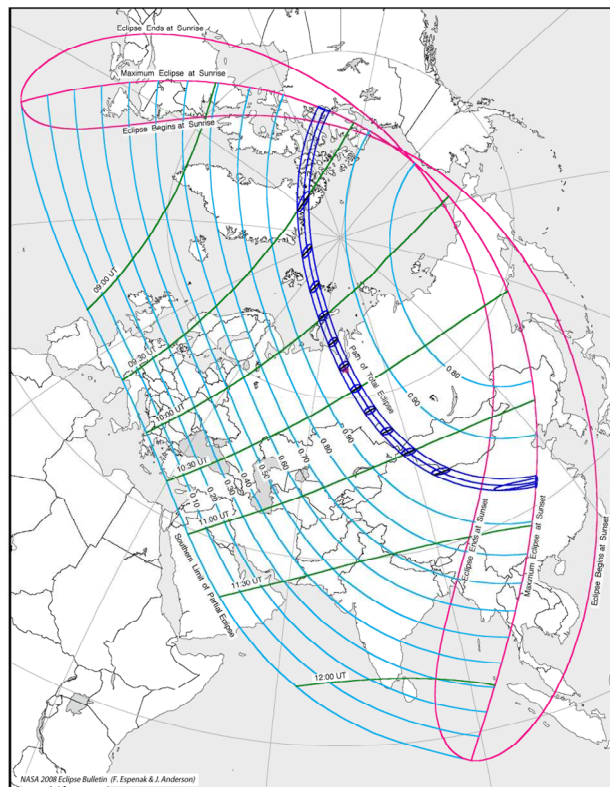 Eclipse Ends at Sunrise
Maximum Eclipse at Sunrise
Eclipse Begins at Sunrise
09:00 UT
09:30 UT
10:00 UT
10:30 UT
11:00 UT
11:30 UT
12:00 UT
Path of Total Eclipse
0.80
0.90
0.90
0.80
0.70
0.60
0.50
0.40
0.30
0.20
0.10
Southern Limit of Partial Eclipse
Eclipse Ends at Sunset
Maximum Eclipse at Sunset
Eclipse Begins at Sunset
NASA 2008 Eclipse Bulletin (F. Espenak & J. Anderson)